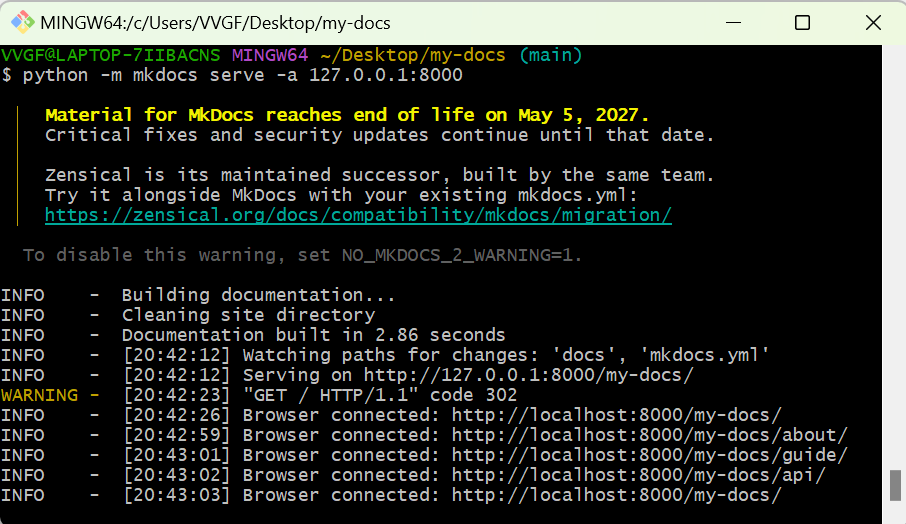 MINGW64:/c/Users/VVGF/Desktop/my-docs
VVGF@LAPTOP-7IIBACNS MINGW64 ~/Desktop/my-docs (main)
$ python -m mkdocs serve -a 127.0.0.1:8000
Material for MkDocs reaches end of life on May 5, 2027.
Critical fixes and security updates continue until that date.
Zensical is its maintained successor, built by the same team.
Try it alongside MkDocs with your existing mkdocs.yml:
https://zensical.org/docs/compatibility/mkdocs/migration/
To disable this warning, set NO_MKDOCS_2_WARNING=1.
INFO    -  Building documentation...
INFO    -  Cleaning site directory
INFO    -  Documentation built in 2.86 seconds
INFO    -  [20:42:12] Watching paths for changes: 'docs', 'mkdocs.yml'
INFO    -  [20:42:12] Serving on http://127.0.0.1:8000/my-docs/
WARNING -  [20:42:23] "GET / HTTP/1.1" code 302
INFO    -  [20:42:26] Browser connected: http://localhost:8000/my-docs/
INFO    -  [20:42:59] Browser connected: http://localhost:8000/my-docs/about/
INFO    -  [20:43:01] Browser connected: http://localhost:8000/my-docs/guide/
INFO    -  [20:43:02] Browser connected: http://localhost:8000/my-docs/api/
INFO    -  [20:43:03] Browser connected: http://localhost:8000/my-docs/